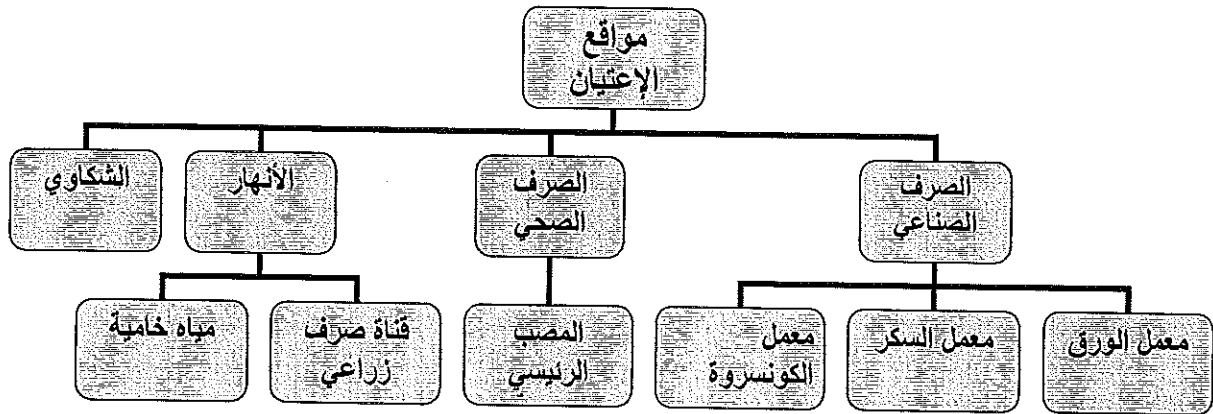 مواقع
الإعتيان
الصرف
الصناعي
الصرف
الصحي
الأنهار
الشكاوي
معمل الورق
معمل السكر
معمل
الكونسروة
المصب
الرئيسي
قناة صرف
زراعي
مياه خامية